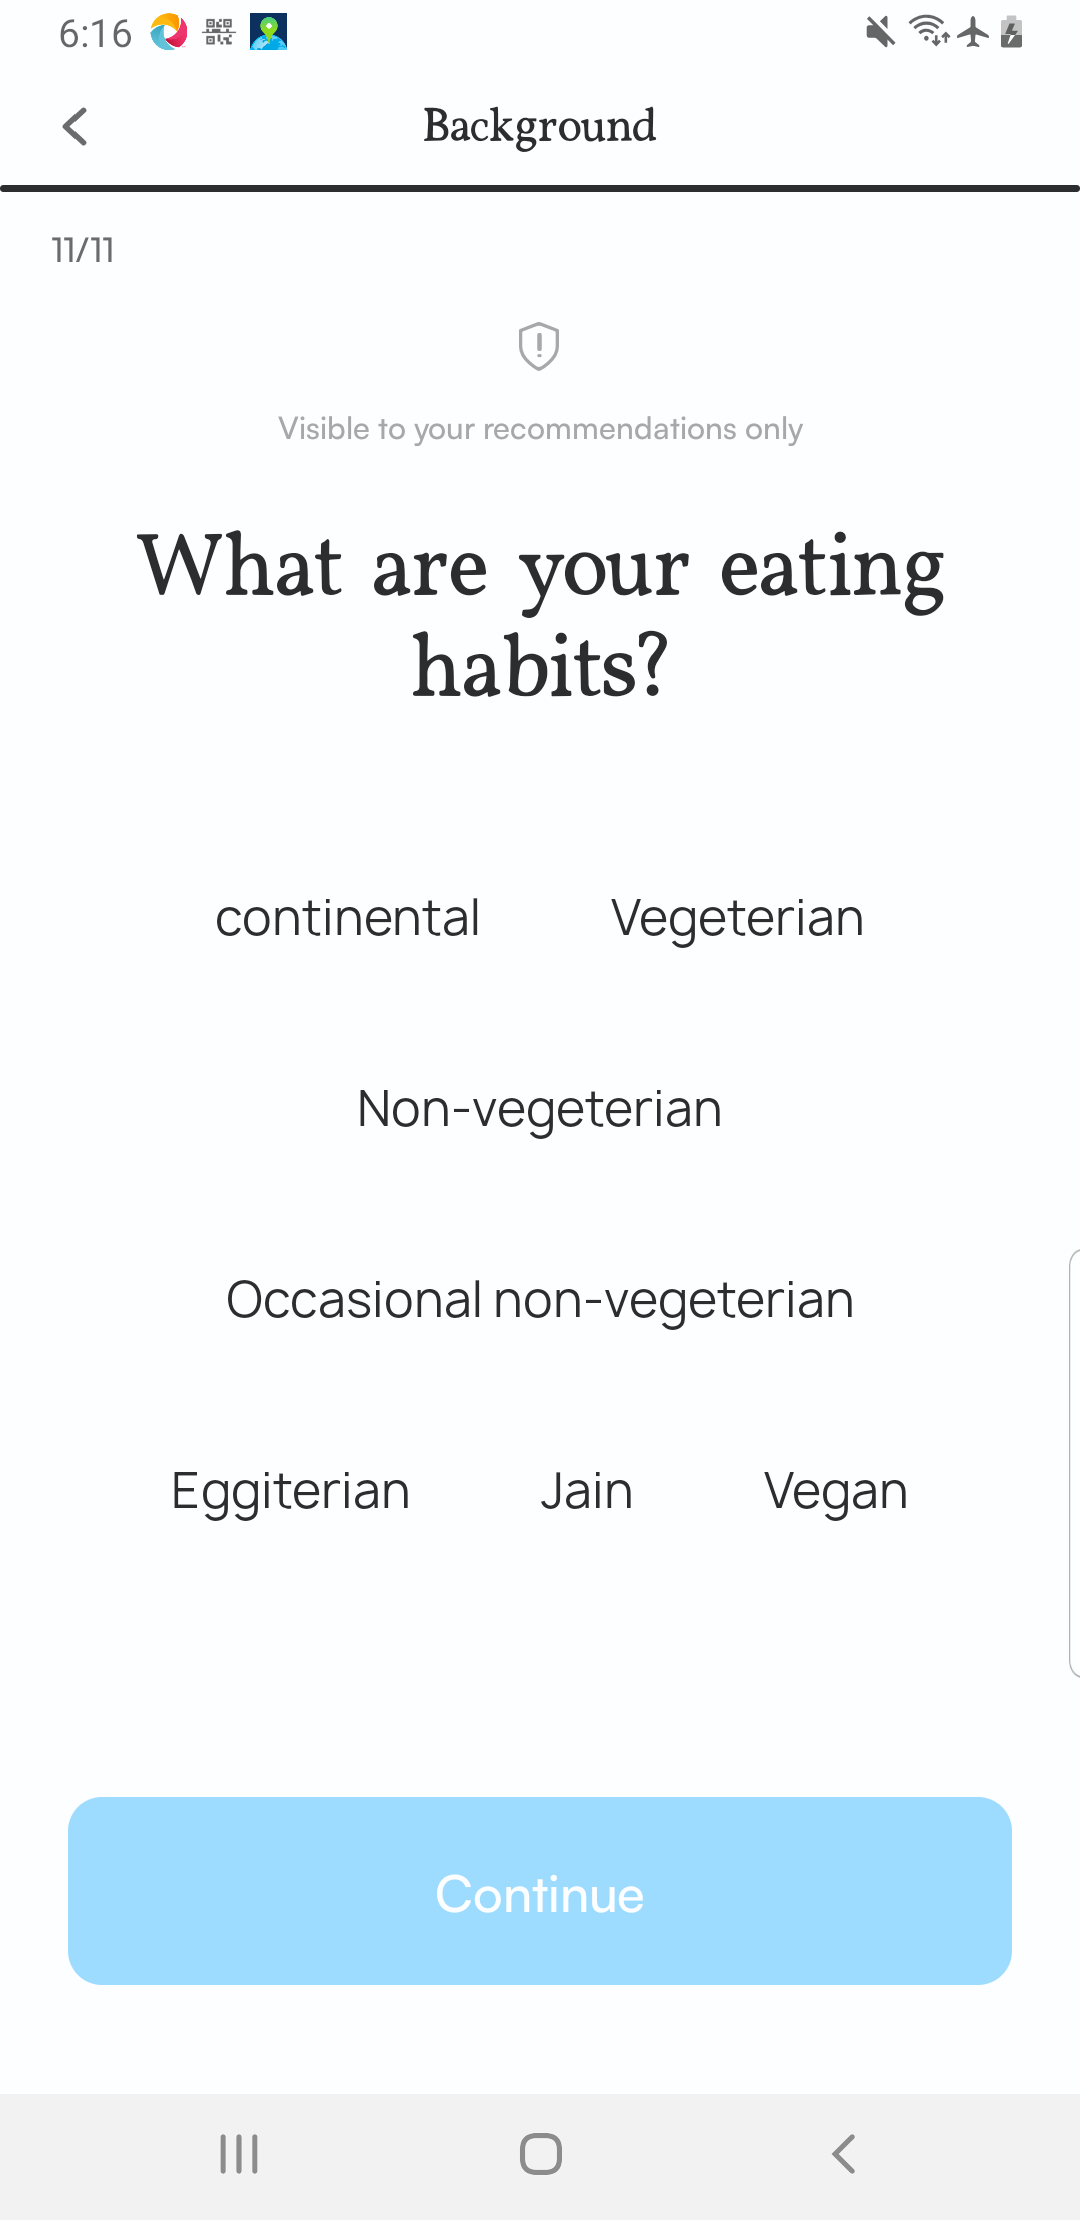 6:16
Background
11/11
Visible to your recommendations only
What are your eating
habits?
continental Vegeterian
Non-vegeterian
Occasional non-vegeterian
Eggiterian Jain Vegan
Continue